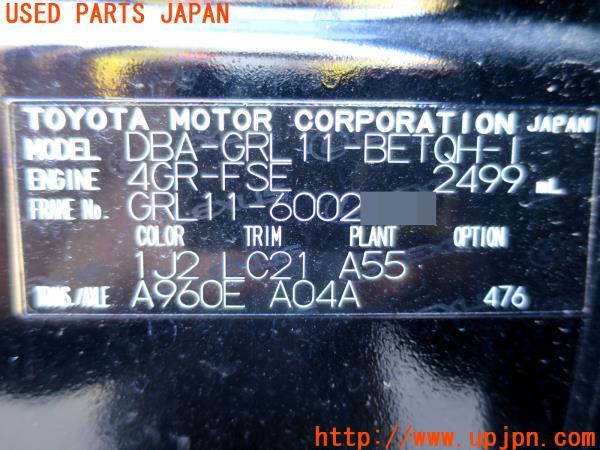 USED PARTS JAPAN
TOYOTA MOTOR CORPORATION JAPAN
MODEL DBA-GRL11-BETQH-I
ENGINE 4GR-FSE 2499 mL
FRAME No. GRL11-6002
COLOR TRIM PLANT OPTION
1J2 LC21 A55
TRANS./AXLE A960E A04A 476
http://www.upjpn.com